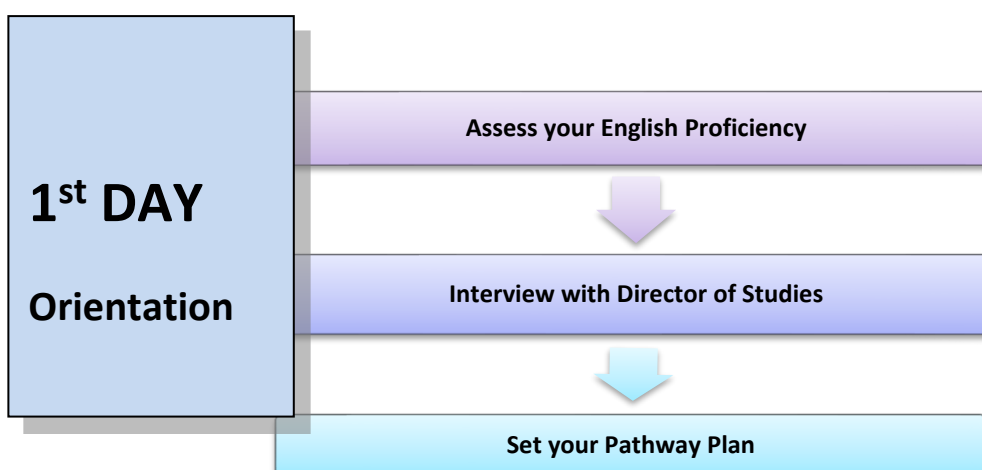 1st DAY
Orientation
Assess your English Proficiency
Interview with Director of Studies
Set your Pathway Plan